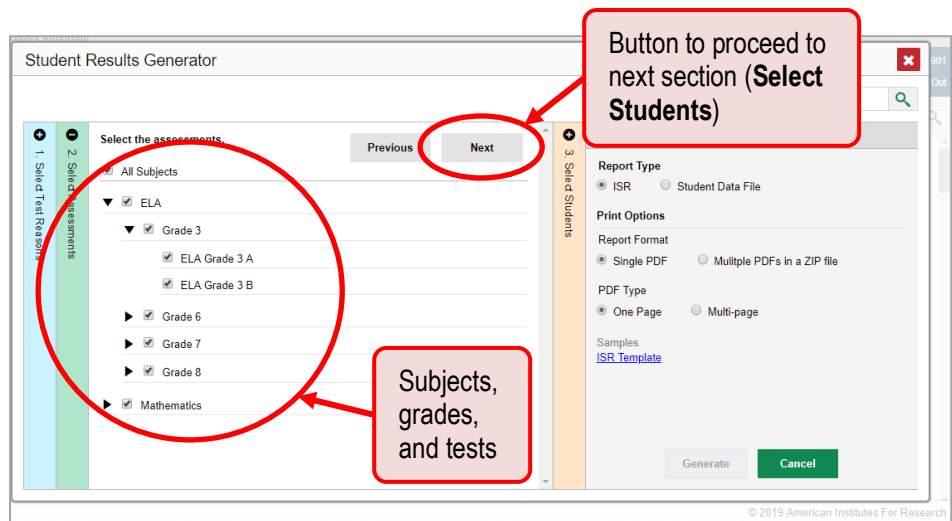 Student Results Generator
Button to proceed to
next section (Select
Students)
901
Out
1. Select Test Reasons
2. Select Assessments
Select the assessments.
Previous
Next
All Subjects
ELA
Grade 3
ELA Grade 3 A
ELA Grade 3 B
Grade 6
Grade 7
Grade 8
Mathematics
Subjects,
grades,
and tests
3. Select Students
Report Type
ISR
Student Data File
Print Options
Report Format
Single PDF
Mulitple PDFs in a ZIP file
PDF Type
One Page
Multi-page
Samples
ISR Template
Generate
Cancel
© 2019 American Institutes For Research